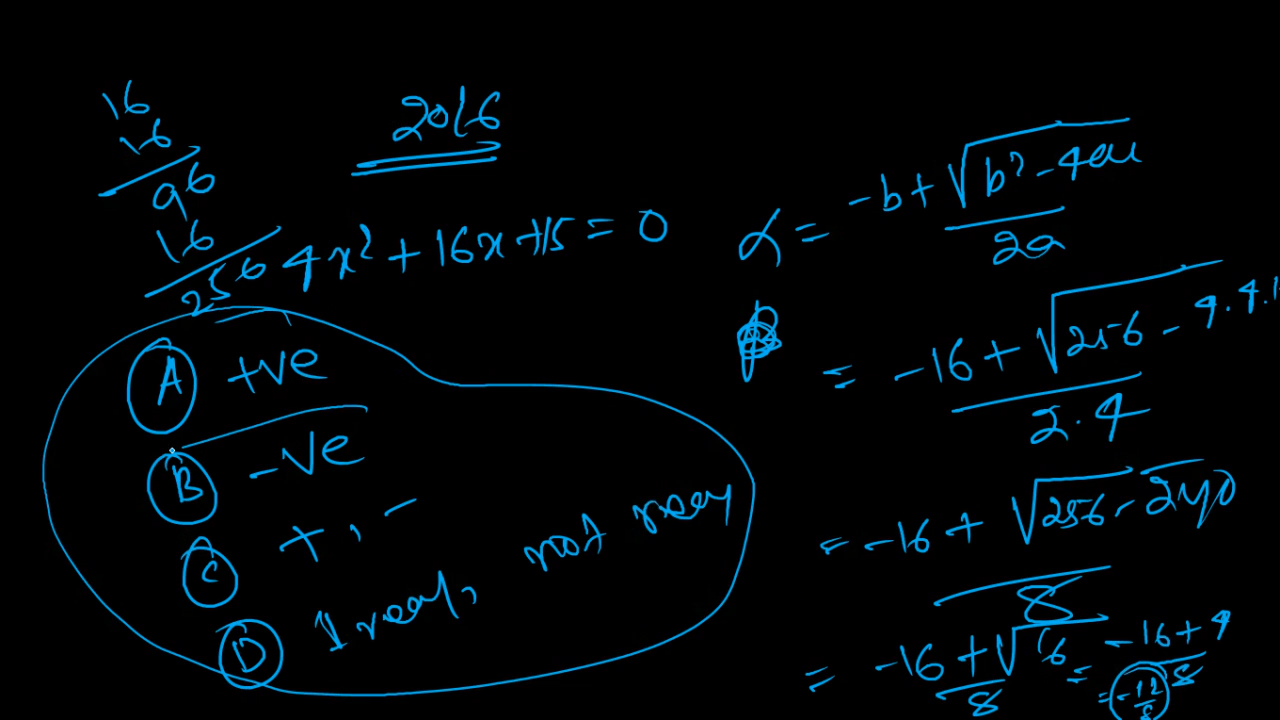 16
16
96
16
256
2016
4x² + 16x + 15 = 0
A +ve
B -ve
C +, -
D 1 real, not real
α = (-b + √(b² - 4ac))/2a
= (-16 + √(256 - 4.4.1))/(2.4)
= (-16 + √(256 - 240))/8
= (-16 + √16)/8 = (-16 + 4)/8
= -12/8